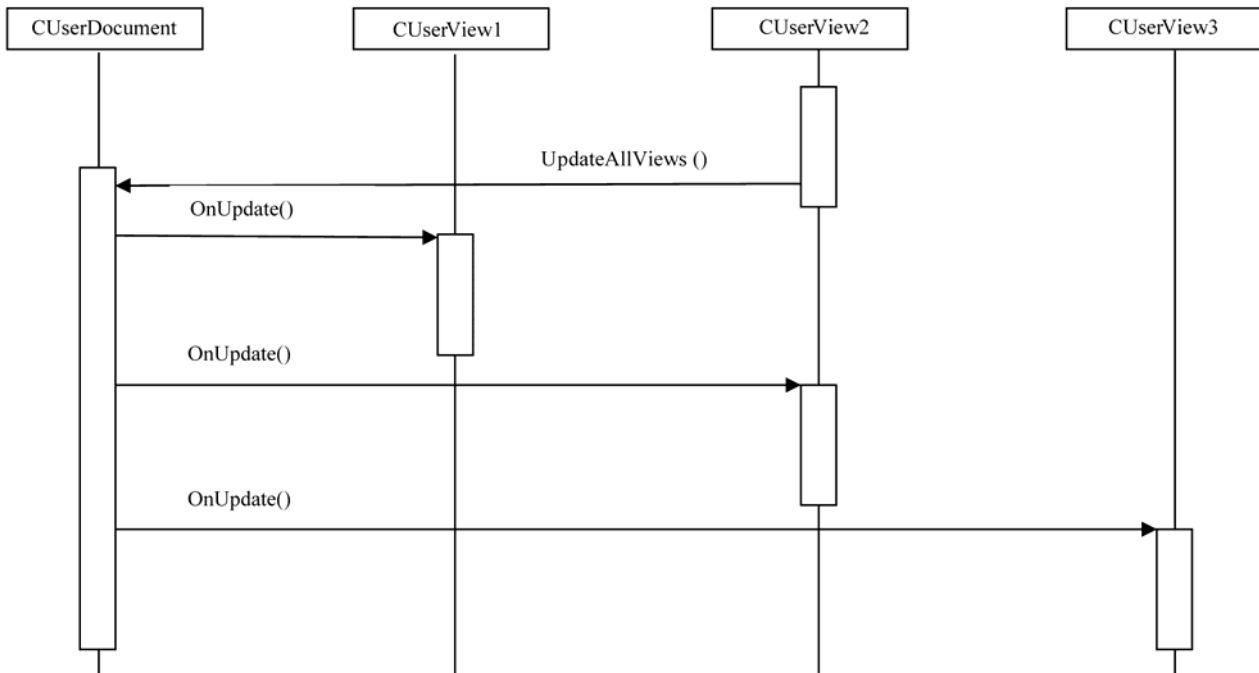 CUserDocument
CUserView1
CUserView2
CUserView3
UpdateAllViews ()
OnUpdate()
OnUpdate()
OnUpdate()